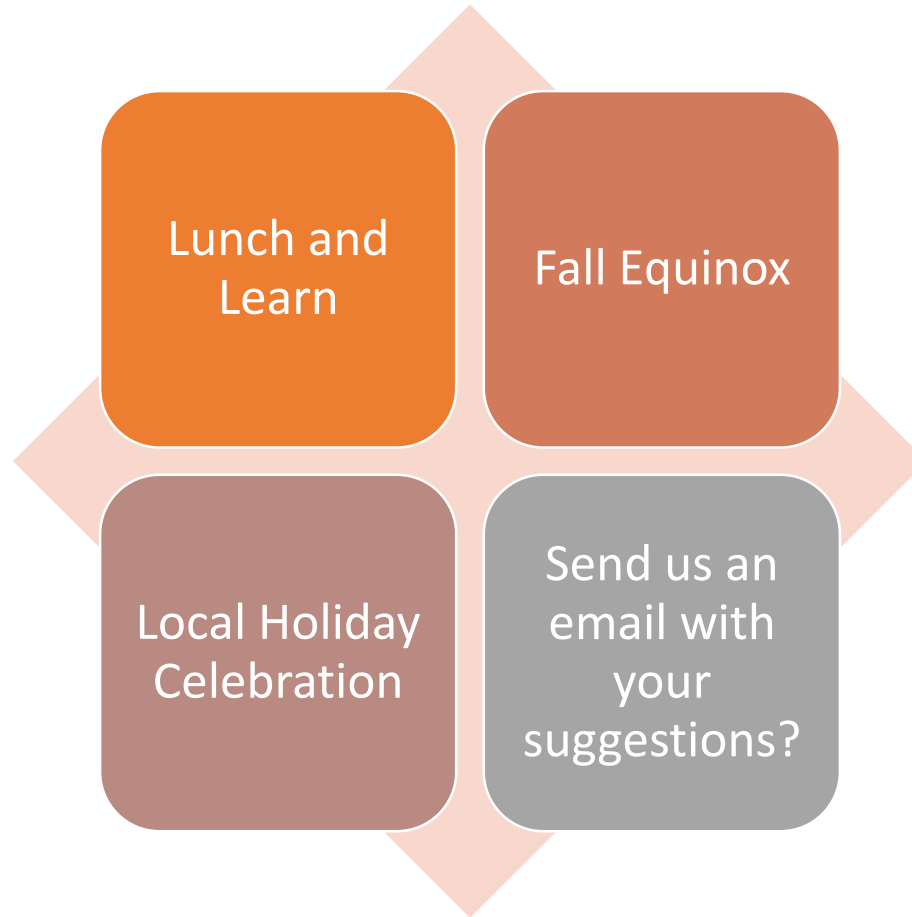 Lunch and
Learn
Fall Equinox
Local Holiday
Celebration
Send us an
email with
your
suggestions?